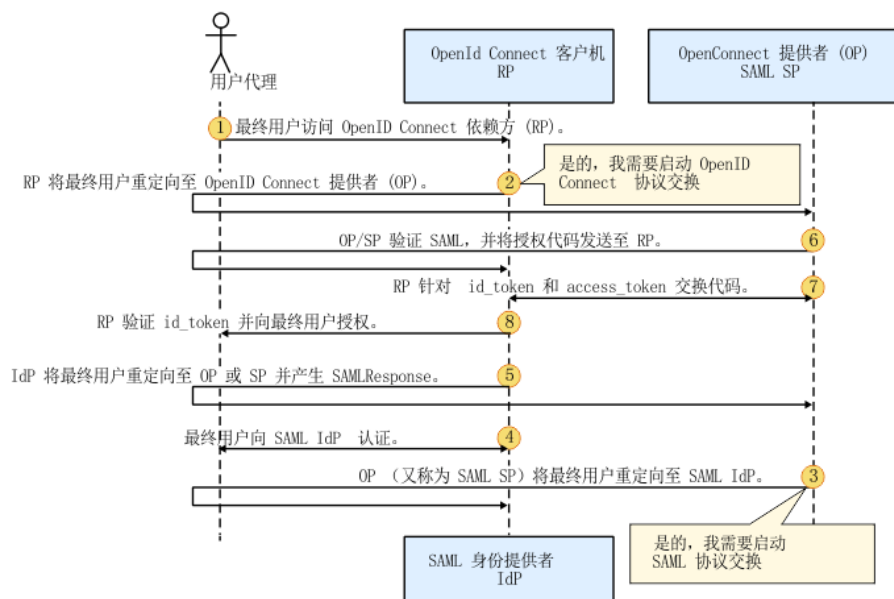 OpenId Connect 客户机
RP
OpenConnect 提供者 (OP)
SAML SP
用户代理
1 最终用户访问 OpenID Connect 依赖方 (RP)。
是的，我需要启动 OpenID
Connect 协议交换
RP 将最终用户重定向至 OpenID Connect 提供者 (OP)。 2
OP/SP 验证 SAML，并将授权代码发送至 RP。 6
RP 针对 id_token 和 access_token 交换代码。 7
RP 验证 id_token 并向最终用户授权。 8
IdP 将最终用户重定向至 OP 或 SP 并产生 SAMLResponse。 5
最终用户向 SAML IdP 认证。 4
OP （又称为 SAML SP）将最终用户重定向至 SAML IdP。 3
是的，我需要启动
SAML 协议交换
SAML 身份提供者
IdP